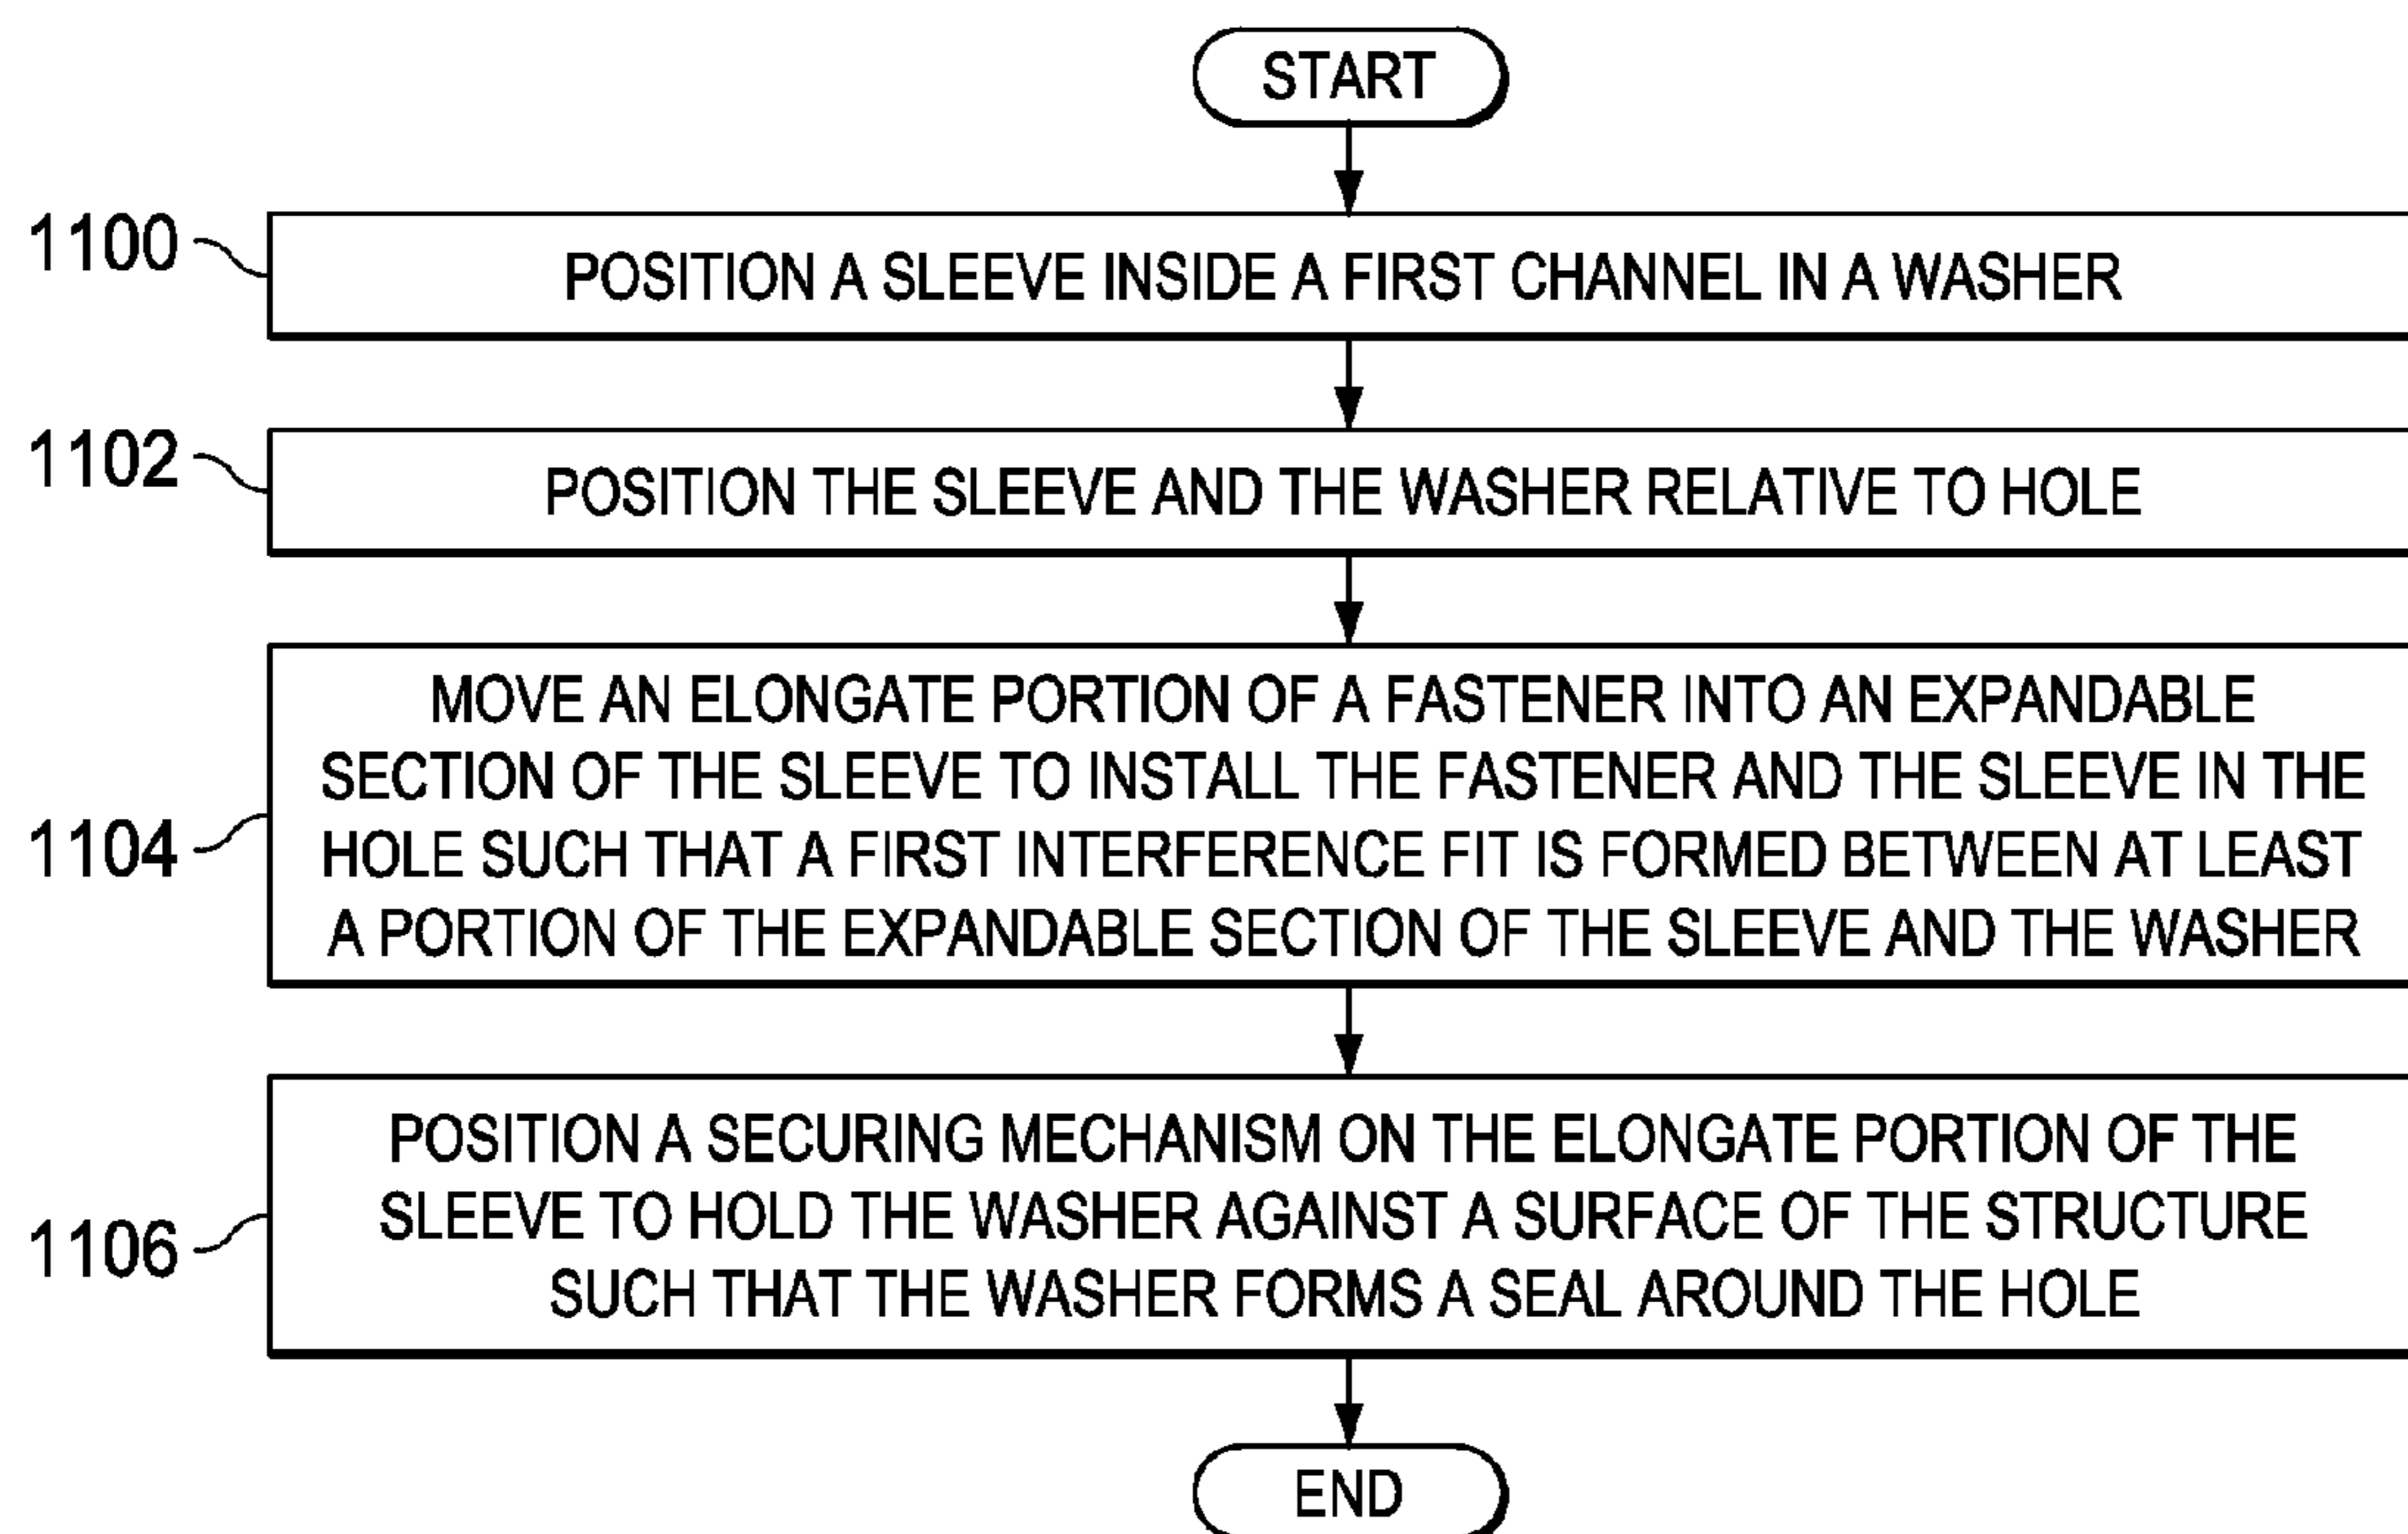 START
1100
POSITION A SLEEVE INSIDE A FIRST CHANNEL IN A WASHER
1102
POSITION THE SLEEVE AND THE WASHER RELATIVE TO HOLE
1104
MOVE AN ELONGATE PORTION OF A FASTENER INTO AN EXPANDABLE
SECTION OF THE SLEEVE TO INSTALL THE FASTENER AND THE SLEEVE IN THE
HOLE SUCH THAT A FIRST INTERFERENCE FIT IS FORMED BETWEEN AT LEAST
A PORTION OF THE EXPANDABLE SECTION OF THE SLEEVE AND THE WASHER
1106
POSITION A SECURING MECHANISM ON THE ELONGATE PORTION OF THE
SLEEVE TO HOLD THE WASHER AGAINST A SURFACE OF THE STRUCTURE
SUCH THAT THE WASHER FORMS A SEAL AROUND THE HOLE
END